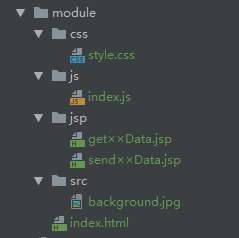 module
css
style.css
js
index.js
jsp
get××Data.jsp
send××Data.jsp
src
background.jpg
index.html